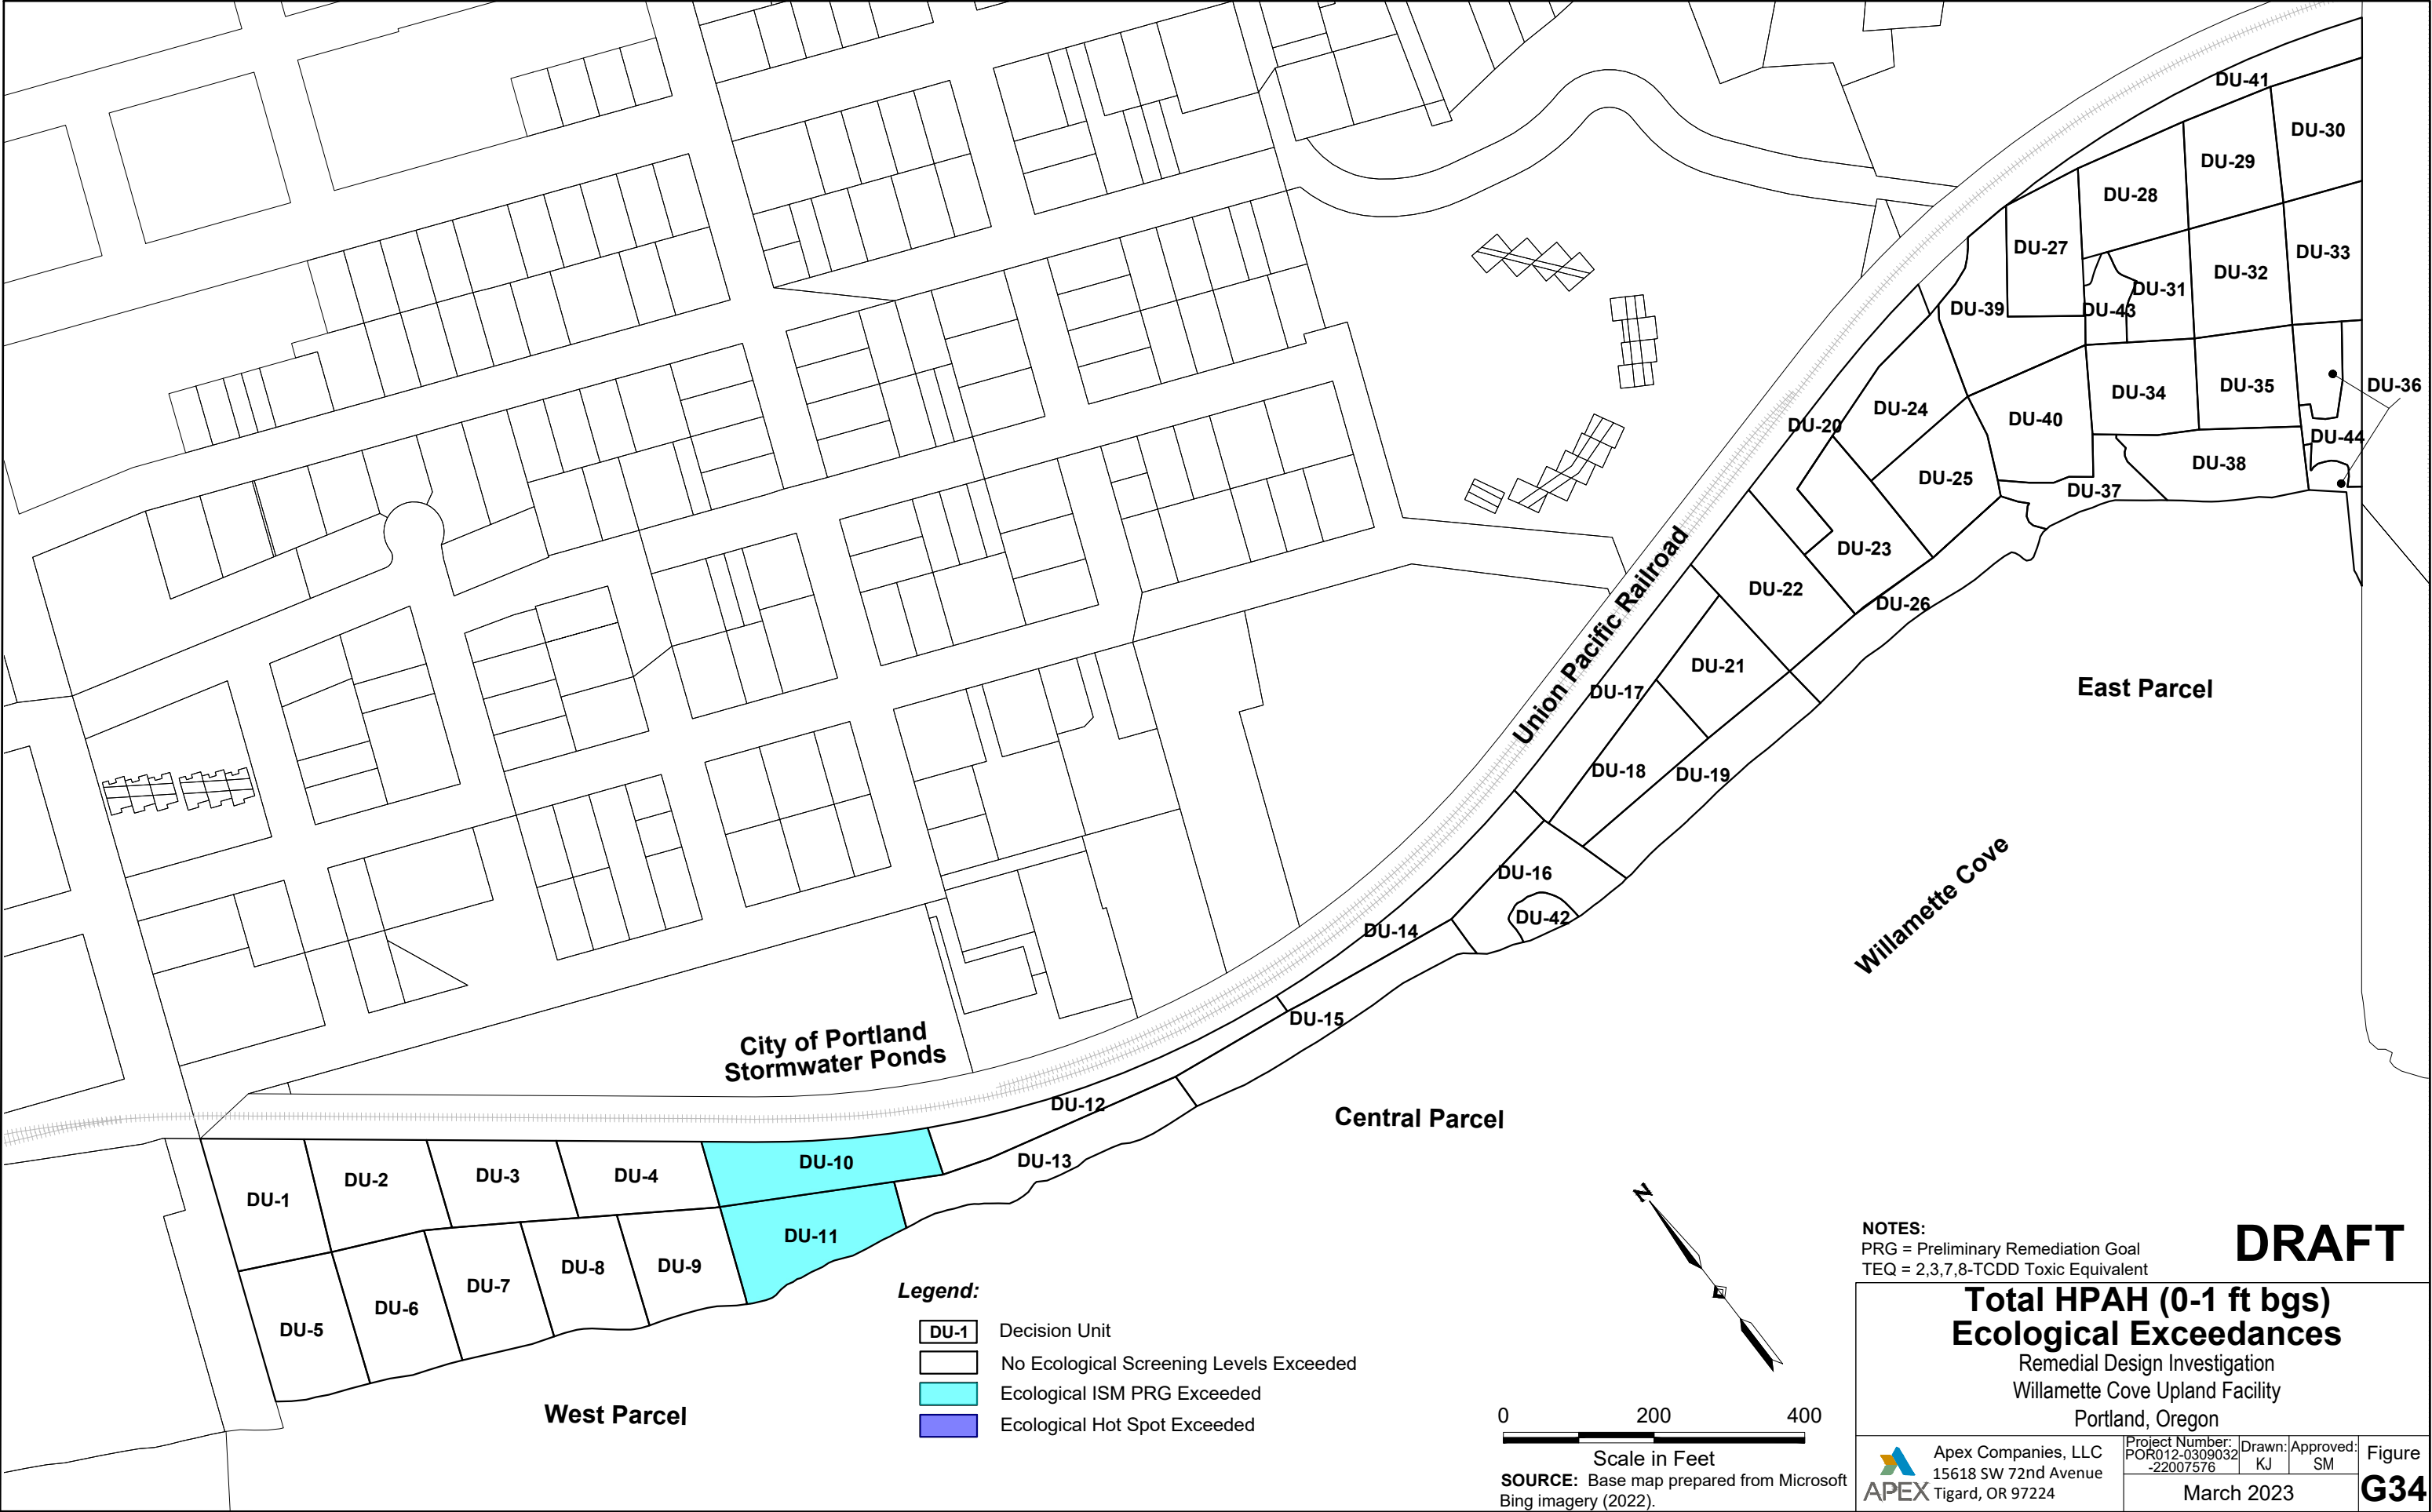 DU-41
DU-30
DU-29
DU-28
DU-27
DU-33
DU-32
DU-31
DU-43
DU-39
DU-36
DU-35
DU-34
DU-40
DU-24
DU-20
DU-44
DU-38
DU-37
DU-25
DU-23
DU-22
DU-26
DU-21
DU-17
DU-18
DU-19
DU-16
DU-42
DU-14
DU-15
DU-12
DU-13
DU-10
DU-11
DU-1
DU-2
DU-3
DU-4
DU-5
DU-6
DU-7
DU-8
DU-9
Union Pacific Railroad
East Parcel
Willamette Cove
City of Portland
Stormwater Ponds
Central Parcel
West Parcel
N
Legend:
DU-1 Decision Unit
No Ecological Screening Levels Exceeded
Ecological ISM PRG Exceeded
Ecological Hot Spot Exceeded
0 200 400
Scale in Feet
SOURCE: Base map prepared from Microsoft
Bing imagery (2022).
NOTES:
PRG = Preliminary Remediation Goal
TEQ = 2,3,7,8-TCDD Toxic Equivalent
DRAFT
Total HPAH (0-1 ft bgs)
Ecological Exceedances
Remedial Design Investigation
Willamette Cove Upland Facility
Portland, Oregon
APEX
Apex Companies, LLC
15618 SW 72nd Avenue
Tigard, OR 97224
Project Number:
POR012-0309032
-22007576
Drawn:
KJ
Approved:
SM
March 2023
Figure
G34